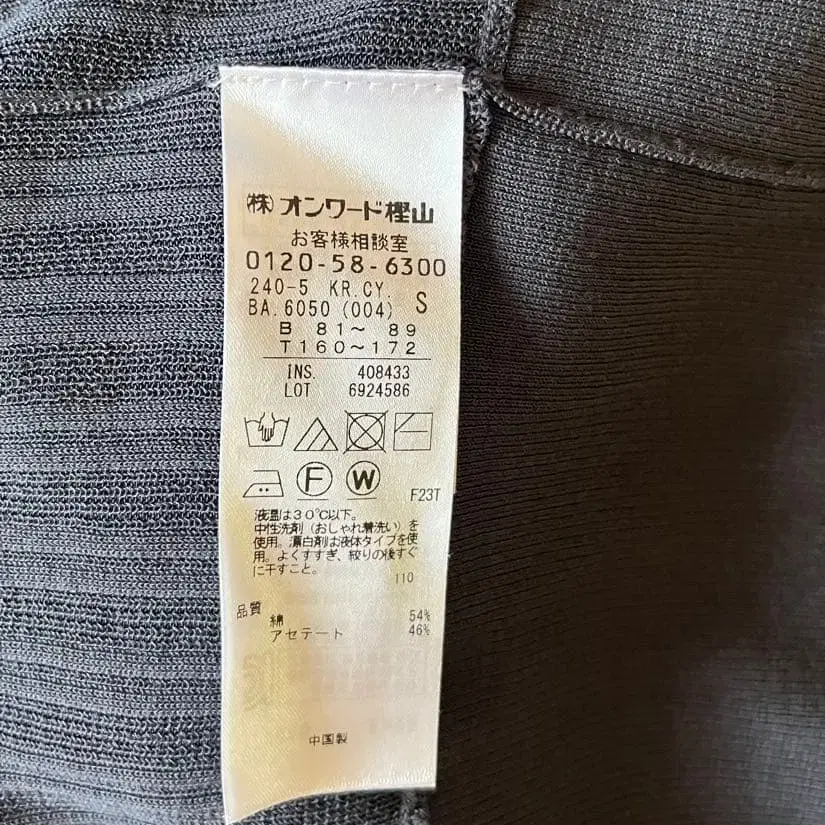 (株)オンワード樫山
お客様相談室
0120-58-6300
240-5 KR.CY.
BA.6050(004) S
B 81～ 89
T160～172
INS. 408433
LOT 6924586
F W
F23T
液温は30℃以下。
中性洗剤(おしゃれ着洗い)を
使用。漂白剤は液体タイプを使
用。よくすすぎ、絞りの後すぐ
に干すこと。
110
品質
綿 54%
アセテート 46%
中国製